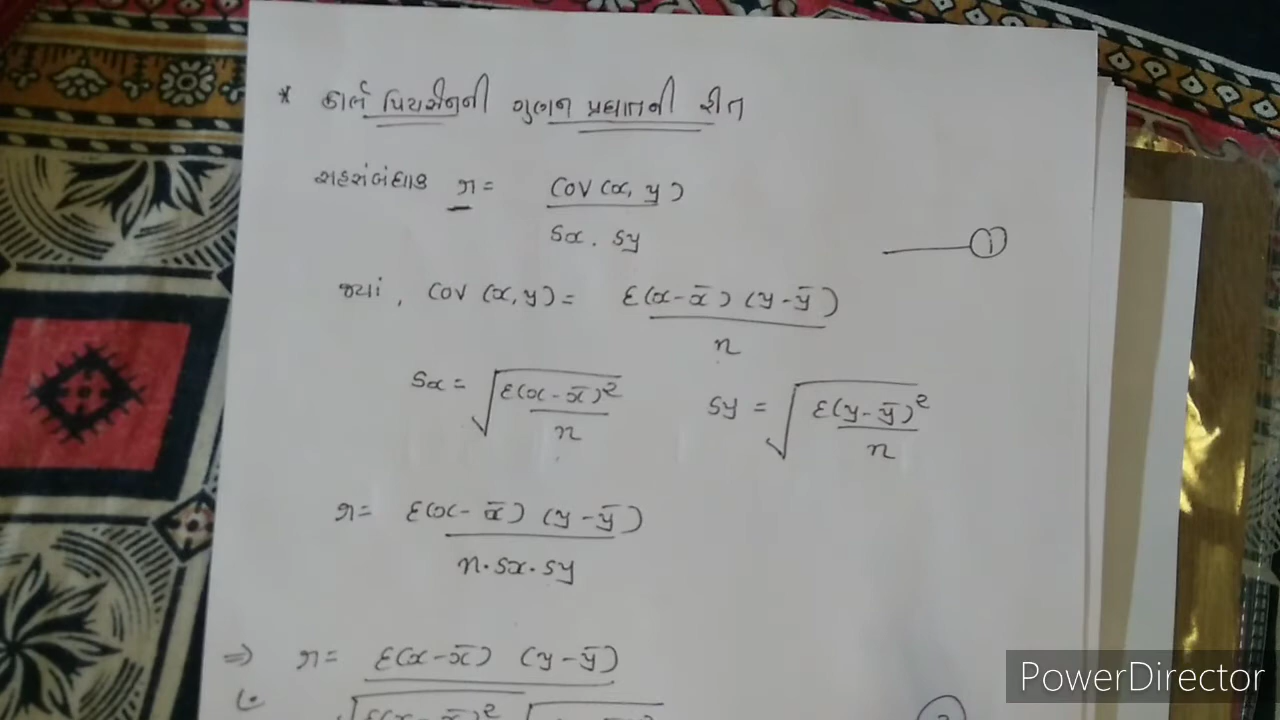 * કાર્લ પિયર્સનની ગુણન પ્રઘાતની રીત
સહસંબંધાંક r = Cov (x, y) / Sx . Sy
①
જ્યાં, Cov (x, y) = Σ(x - x̄) (y - ȳ) / n
Sx = √(Σ(x - x̄)² / n) Sy = √(Σ(y - ȳ)² / n)
r = Σ(x - x̄) (y - ȳ) / n . Sx . Sy
⇒ r = Σ(x - x̄) (y - ȳ)
PowerDirector